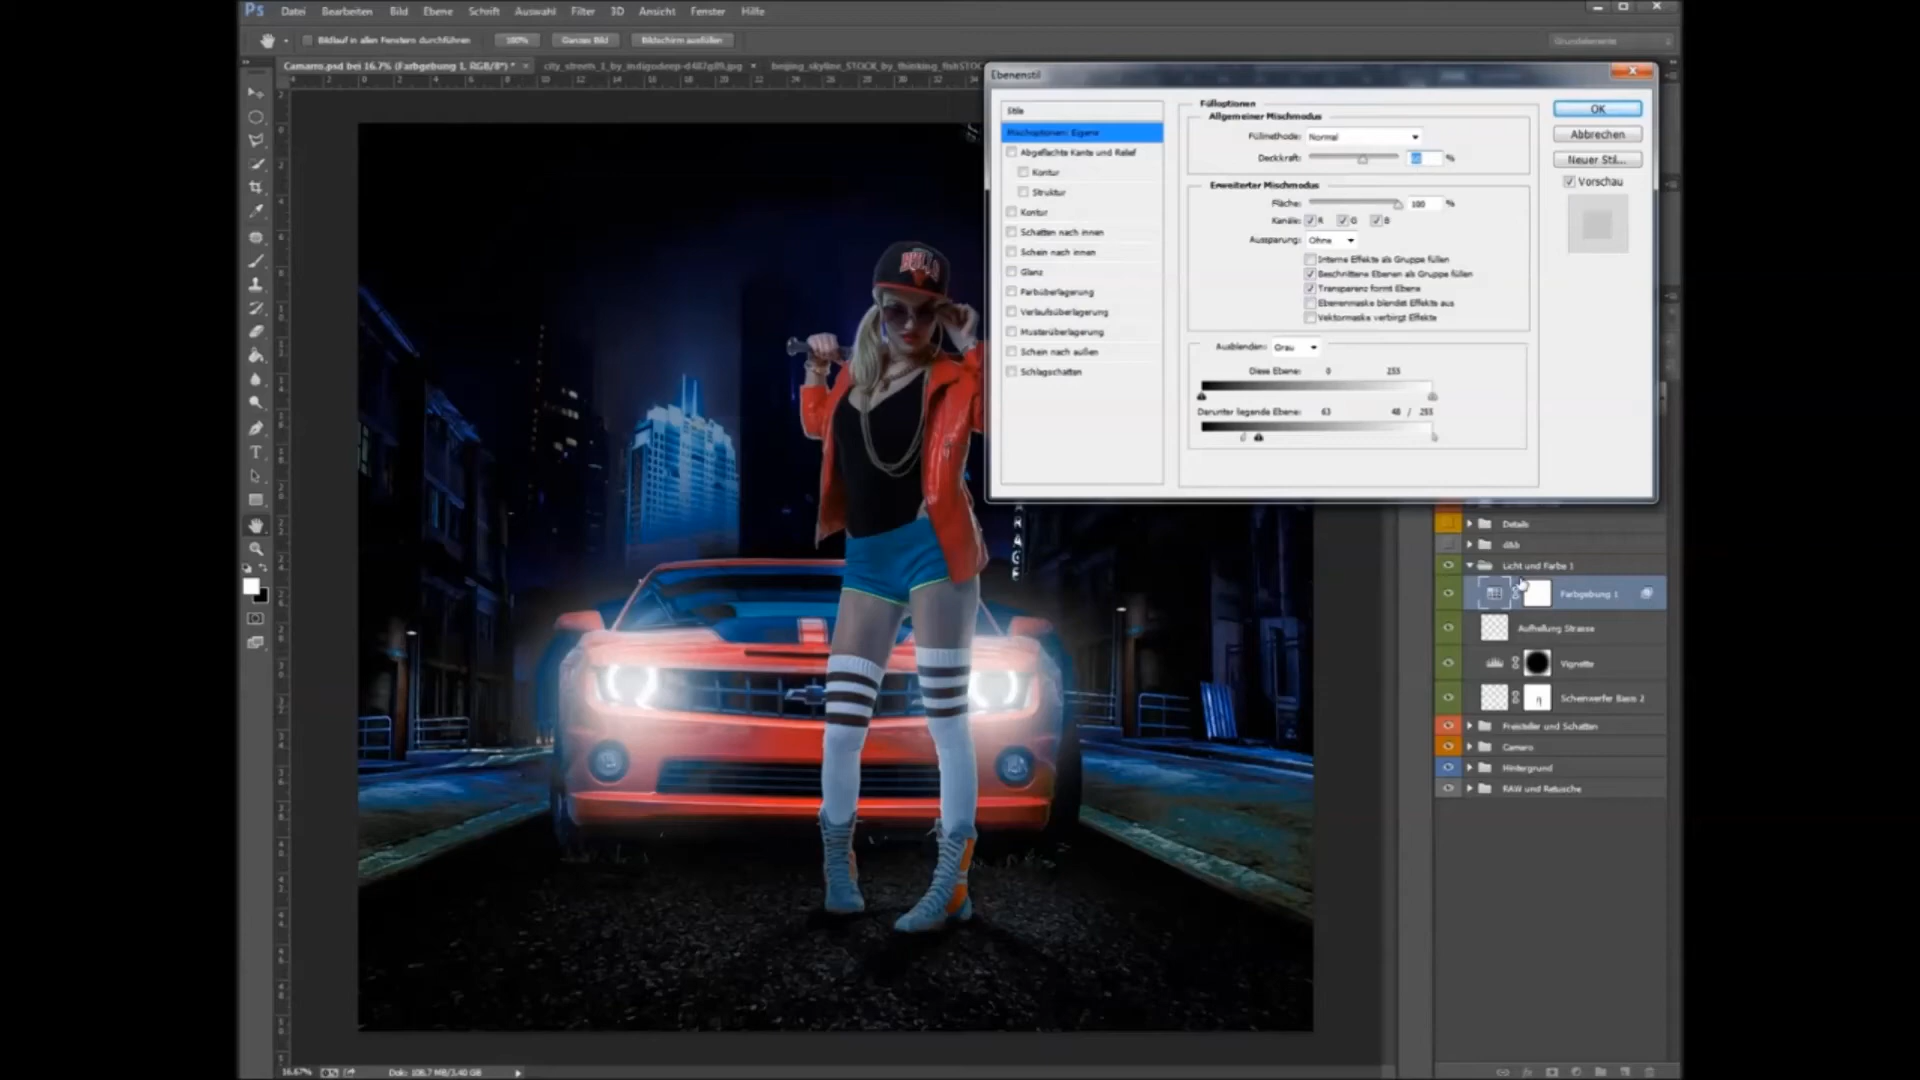 Ps Datei Bearbeiten Bild Ebene Schrift Auswahl Filter 3D Ansicht Fenster Hilfe
Bildlauf in allen Fenstern durchführen 100% Ganzes Bild Bildschirm ausfüllen Grundelemente
Camaro.psd bei 16.7% (Farbgebung 1, RGB/8*) *
Ebenenstil
Stile
Mischoptionen: Eigene
Abgeflachte Kante und Relief
Kontur
Struktur
Kontur
Schatten nach innen
Schein nach innen
Glanz
Farbüberlagerung
Verlaufsüberlagerung
Musterüberlagerung
Schein nach außen
Schlagschatten
Fülloptionen
Allgemeiner Mischmodus
Füllmethode: Normal
Deckkraft: %
Erweiterter Mischmodus
Fläche: 100 %
Kanäle: R G B
Aussparung: Ohne
Interne Effekte als Gruppe füllen
Beschnittene Ebenen als Gruppe füllen
Transparenz formt Ebene
Ebenenmaske blendet Effekte aus
Vektormaske verbirgt Effekte
Ausblenden: Grau
Diese Ebene: 0 255
Darunter liegende Ebene: 63 48 / 255
OK
Abbrechen
Neuer Stil...
Vorschau
BULLS
RAGE
Details
Licht und Farbe 1
Farbgebung 1
Aufhellung Strasse
Vignette
Scheinwerfer Basis 2
Freisteller und Schatten
Camaro
Hintergrund
RAW und Retusche
16.67% Dok: 108.7 MB/3.40 GB